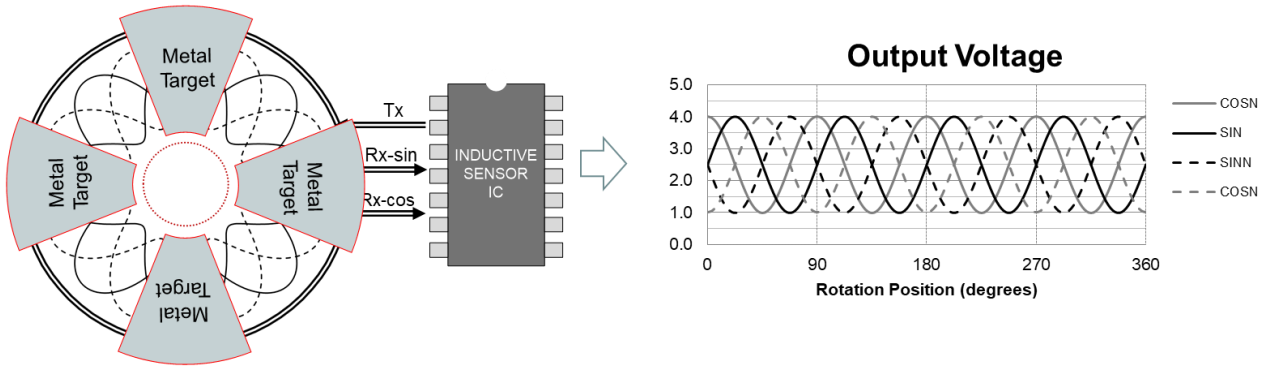 Metal
Target
Metal
Target
Metal
Target
Metal
Target
Tx
Rx-sin
Rx-cos
INDUCTIVE
SENSOR
IC
Output Voltage
5.0
4.0
3.0
2.0
1.0
0.0
0 90 180 270 360
Rotation Position (degrees)
COSN
SIN
SINN
COSN